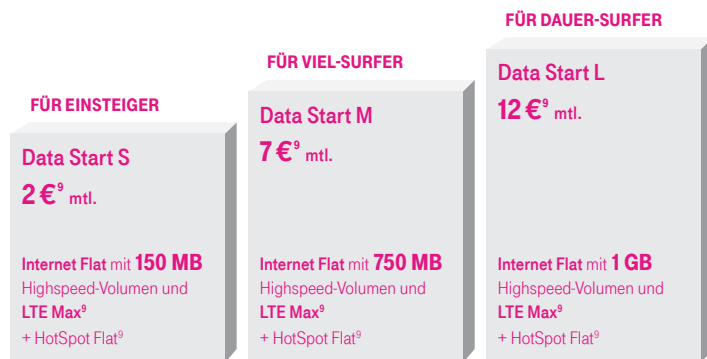 FÜR EINSTEIGER
Data Start S
2 €⁹ mtl.
Internet Flat mit 150 MB
Highspeed-Volumen und
LTE Max⁹
+ HotSpot Flat⁹
FÜR VIEL-SURFER
Data Start M
7 €⁹ mtl.
Internet Flat mit 750 MB
Highspeed-Volumen und
LTE Max⁹
+ HotSpot Flat⁹
FÜR DAUER-SURFER
Data Start L
12 €⁹ mtl.
Internet Flat mit 1 GB
Highspeed-Volumen und
LTE Max⁹
+ HotSpot Flat⁹